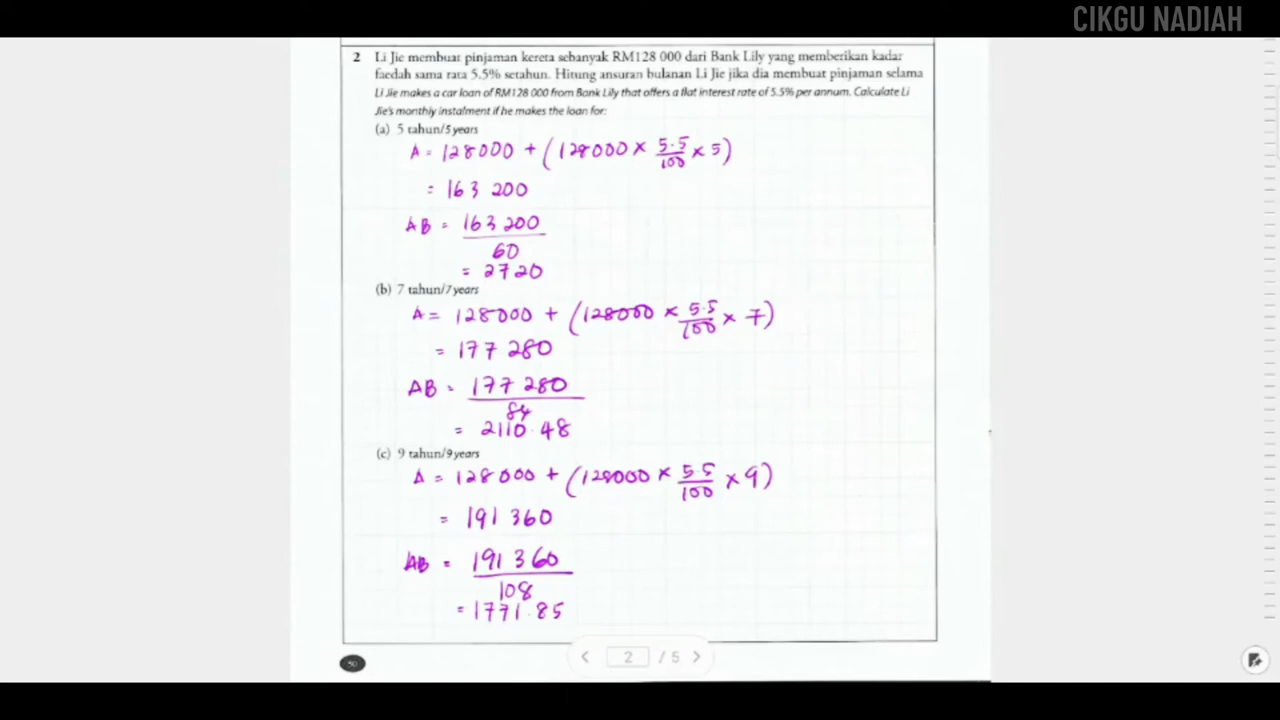 CIKGU NADIAH
2 Li Jie membuat pinjaman kereta sebanyak RM128 000 dari Bank Lily yang memberikan kadar
faedah sama rata 5.5% setahun. Hitung ansuran bulanan Li Jie jika dia membuat pinjaman selama
Li Jie makes a car loan of RM128 000 from Bank Lily that offers a flat interest rate of 5.5% per annum. Calculate Li
Jie's monthly instalment if he makes the loan for:
(a) 5 tahun/5 years
A = 128000 + (128000 × 5.5/100 × 5)
= 163 200
AB = 163 200/60
= 2720
(b) 7 tahun/7 years
A = 128000 + (128000 × 5.5/100 × 7)
= 177 280
AB = 177 280/84
= 2110.48
(c) 9 tahun/9 years
A = 128000 + (128000 × 5.5/100 × 9)
= 191 360
AB = 191 360/108
= 1771.85
50
2 / 5